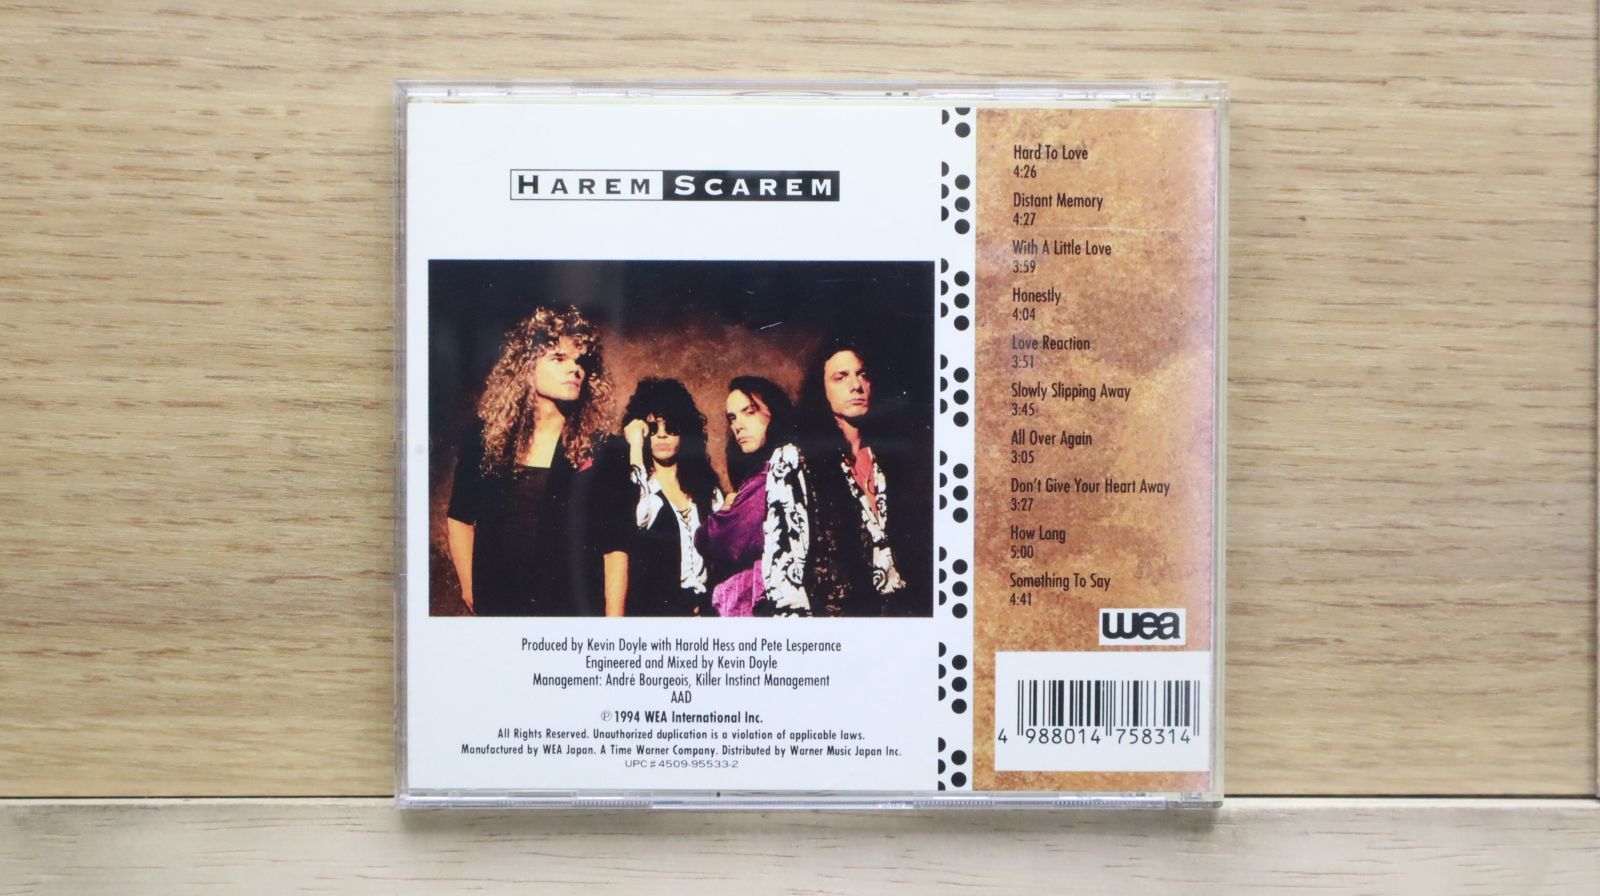 HAREM SCAREM
Produced by Kevin Doyle with Harold Hess and Pete Lesperance
Engineered and Mixed by Kevin Doyle
Management: André Bourgeois, Killer Instinct Management
AAD
℗ 1994 WEA International Inc.
All Rights Reserved. Unauthorized duplication is a violation of applicable laws.
Manufactured by WEA Japan. A Time Warner Company. Distributed by Warner Music Japan Inc.
UPC # 4509-95533-2
Hard To Love
4:26
Distant Memory
4:27
With A Little Love
3:59
Honestly
4:04
Love Reaction
3:51
Slowly Slipping Away
3:45
All Over Again
3:05
Don't Give Your Heart Away
3:27
How Long
5:00
Something To Say
4:41
wea
4 988014 758314